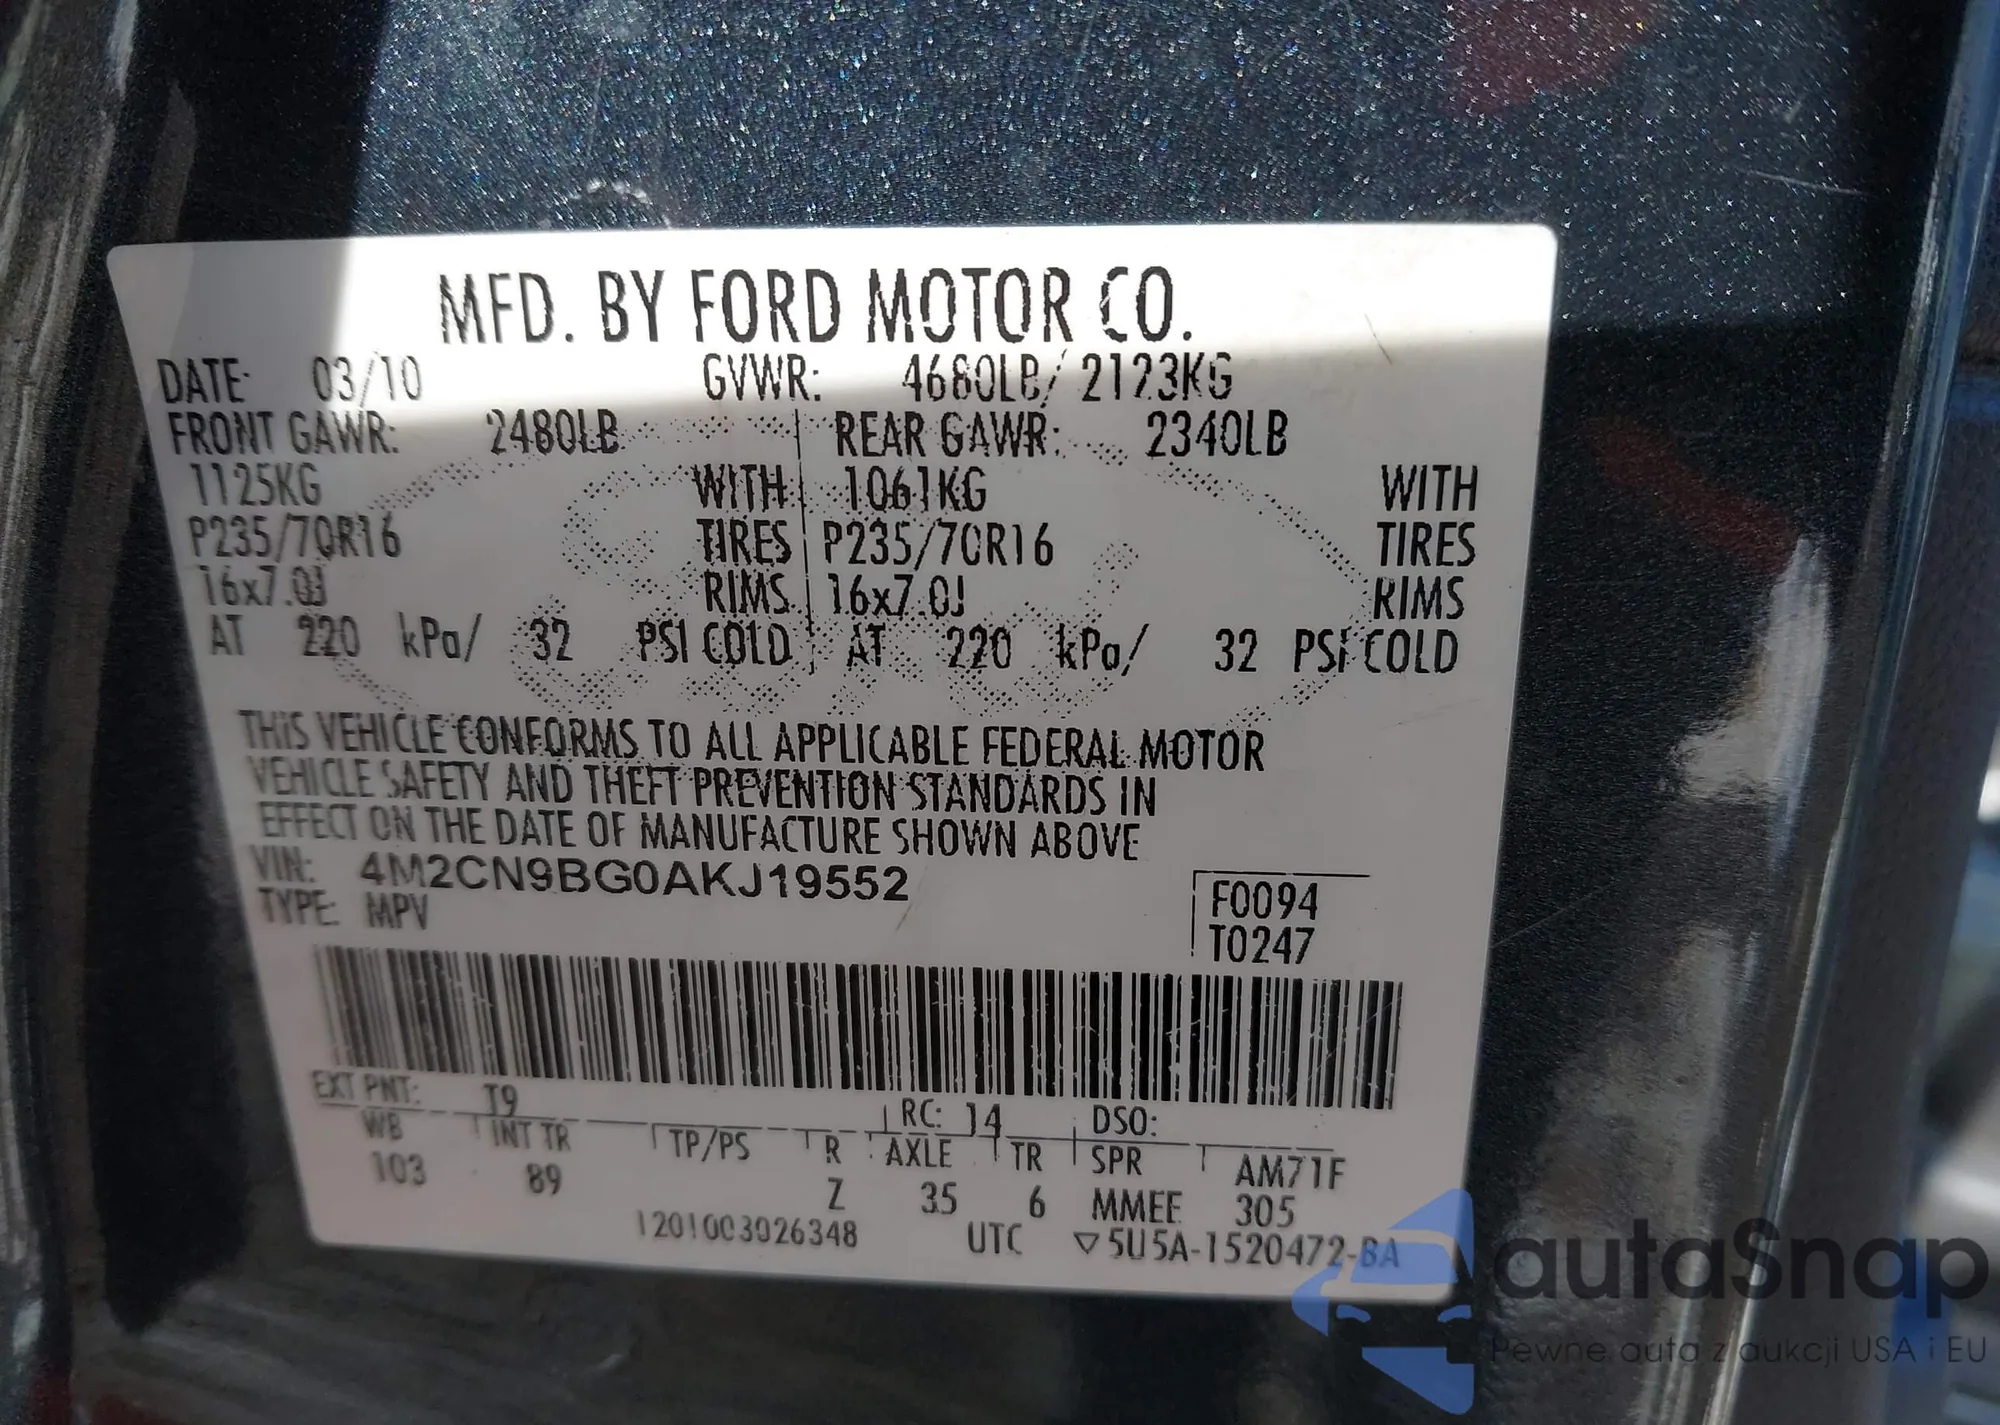 MFD. BY FORD MOTOR CO.
DATE: 03/10 GVWR: 4680LB/ 2123KG
FRONT GAWR: 2480LB REAR GAWR: 2340LB
1125KG WITH 1061KG WITH
P235/70R16 TIRES P235/70R16 TIRES
16x7.0J RIMS 16x7.0J RIMS
AT 220 kPa/ 32 PSI COLD AT 220 kPa/ 32 PSI COLD
THIS VEHICLE CONFORMS TO ALL APPLICABLE FEDERAL MOTOR
VEHICLE SAFETY AND THEFT PREVENTION STANDARDS IN
EFFECT ON THE DATE OF MANUFACTURE SHOWN ABOVE
VIN: 4M2CN9BG0AKJ19552
TYPE: MPV
F0094
T0247
EXT PNT: T9 RC: 14 DSO:
WB INT TR TP/PS R AXLE TR SPR AM71F
103 89 Z 35 6 MMEE 305
1201003026348 UTC ▽5U5A-1520472-BA
autaSnap
Pewne auta z aukcji USA i EU